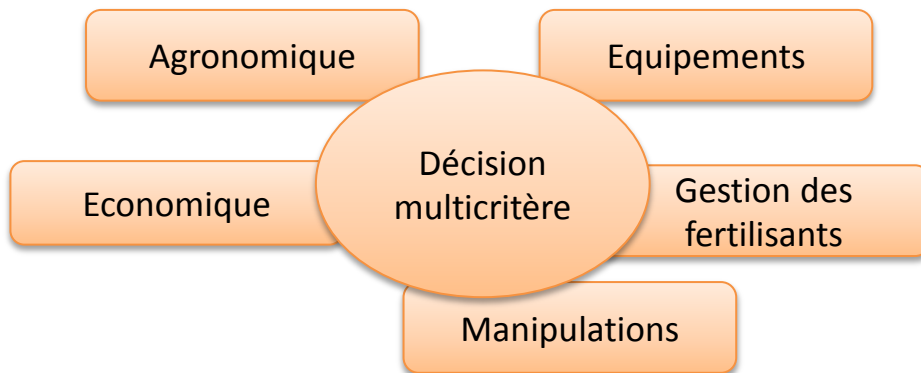 Agronomique
Equipements
Décision
multicritère
Economique
Gestion des
fertilisants
Manipulations